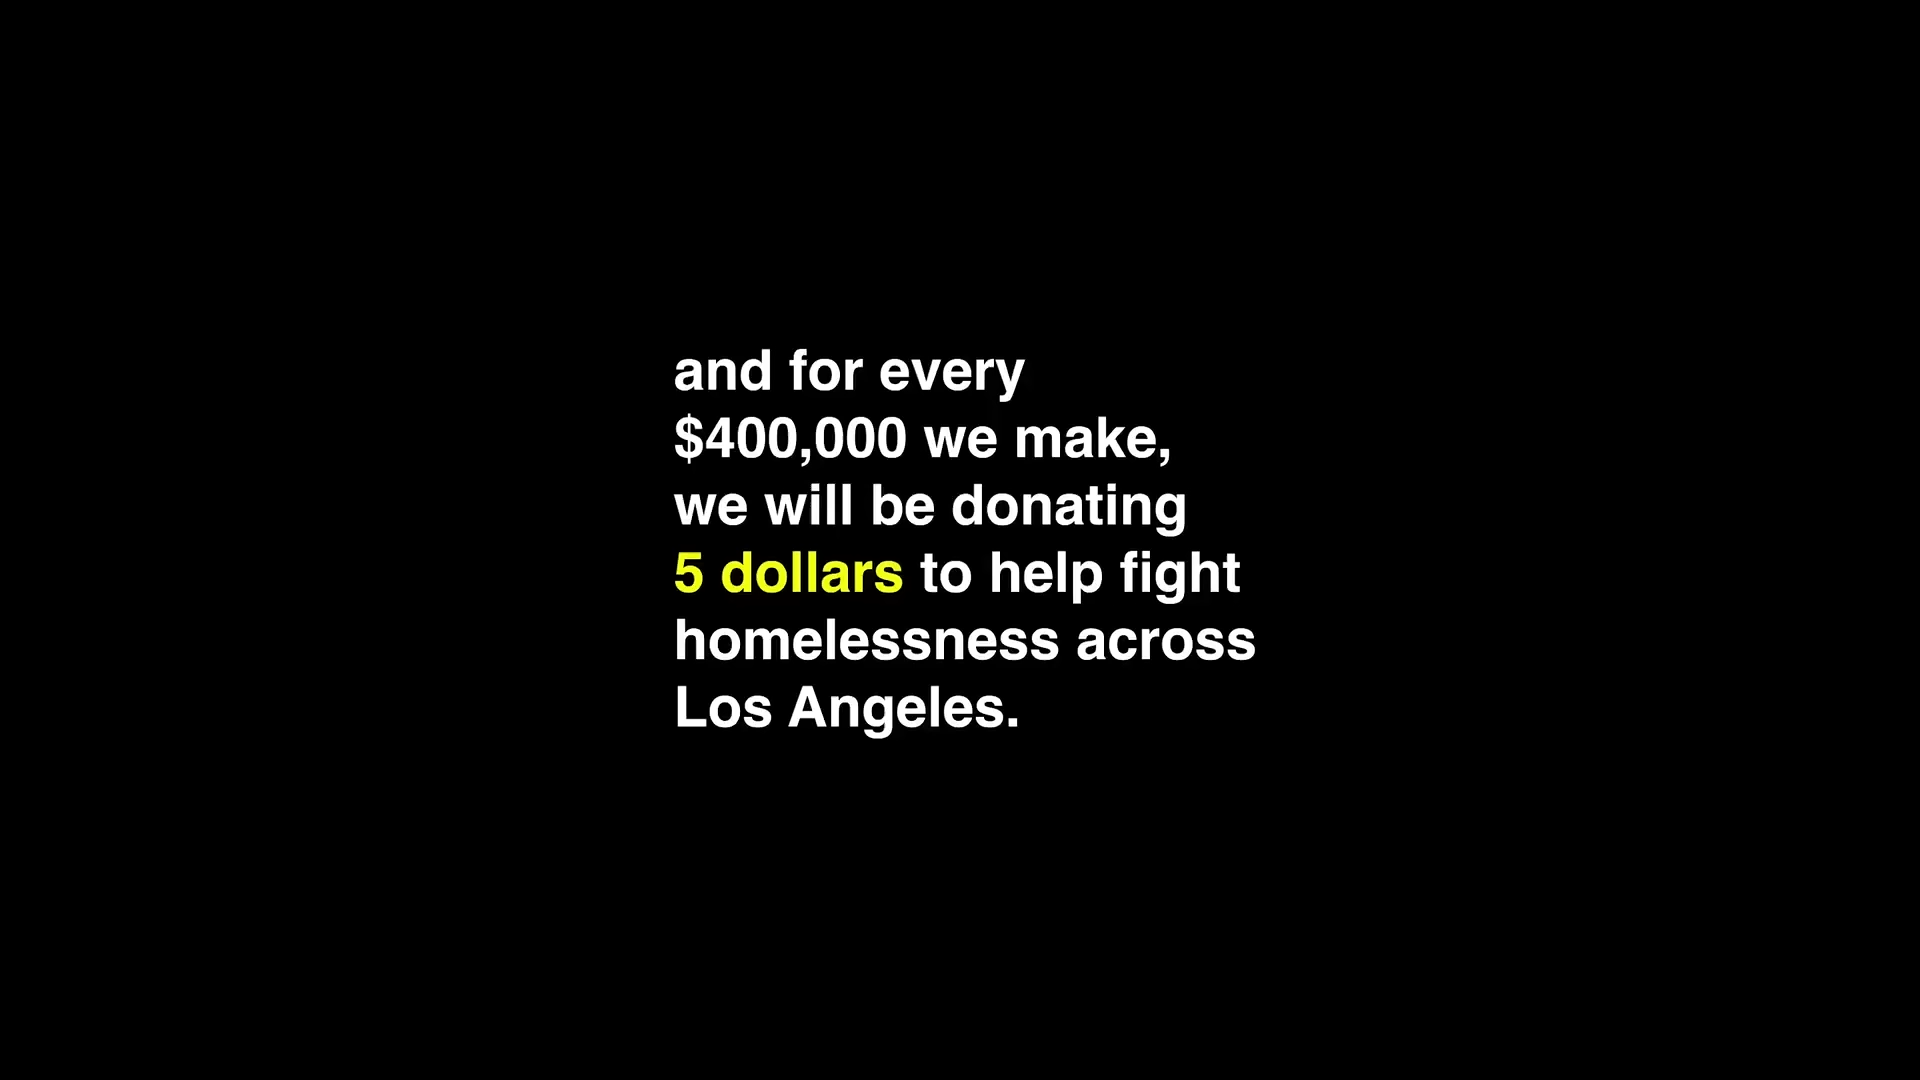 and for every
$400,000 we make,
we will be donating
5 dollars to help fight
homelessness across
Los Angeles.